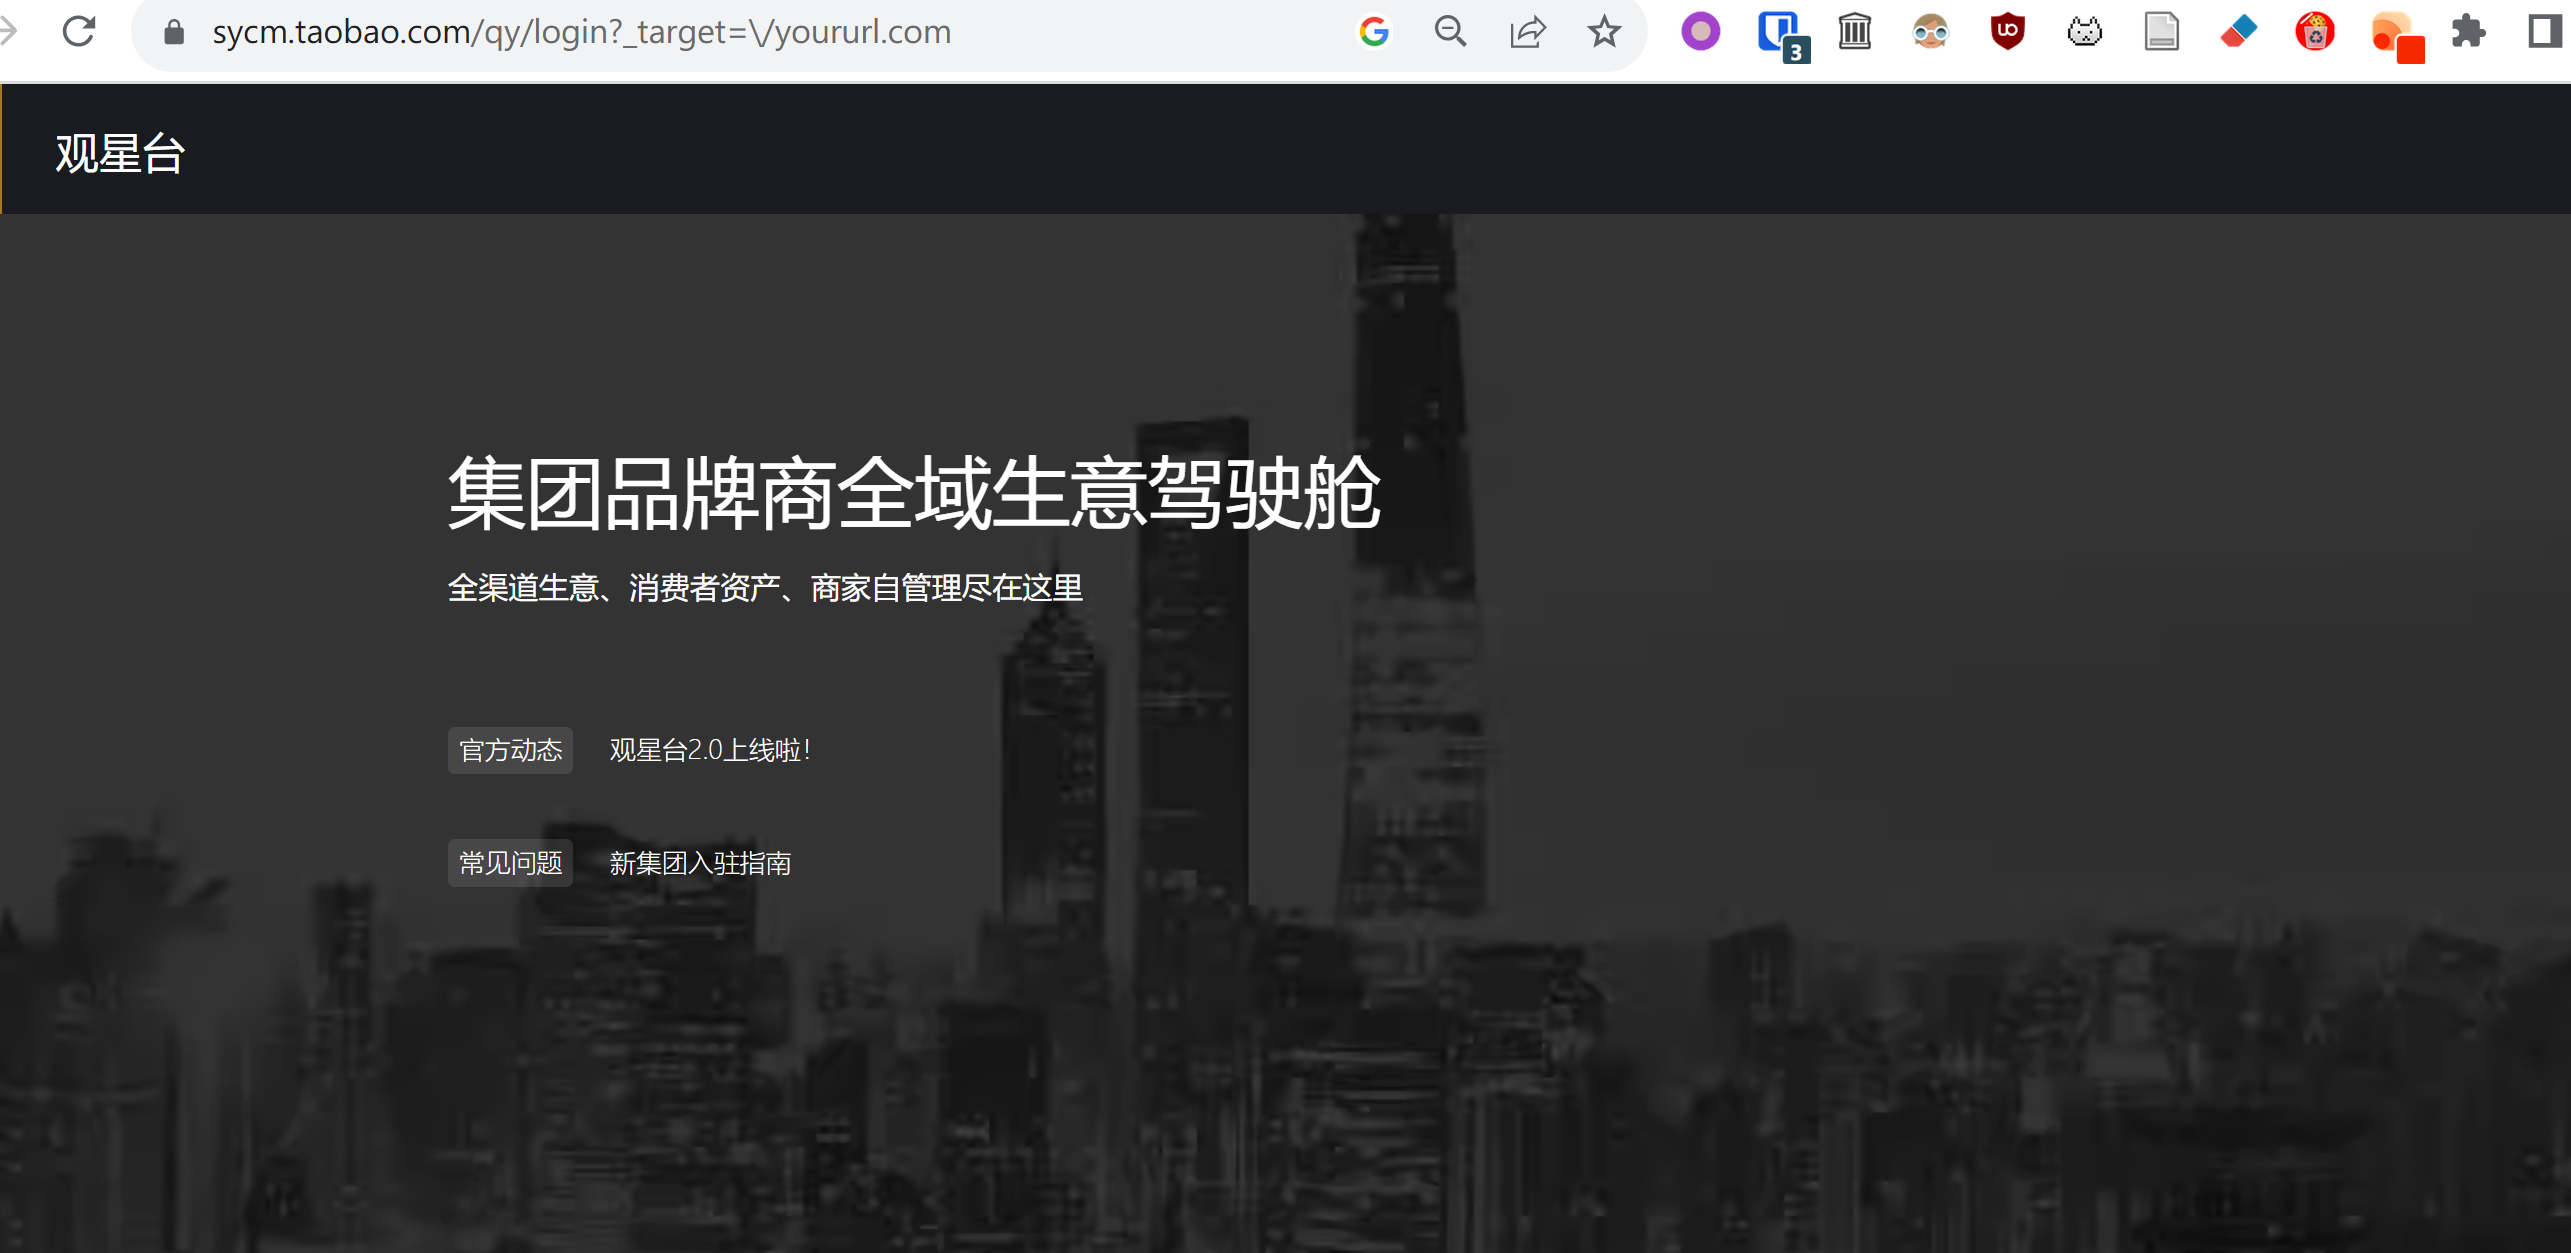 sycm.taobao.com/qy/login?_target=\/yoururl.com
3
观星台
集团品牌商全域生意驾驶舱
全渠道生意、消费者资产、商家自管理尽在这里
官方动态 观星台2.0上线啦！
常见问题 新集团入驻指南